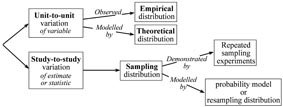 Unit-to-unit
variation
of variable
Observed
Empirical
distribution
Modelled
by
Theoretical
distribution
Study-to-study
variation
of estimate
or statistic
Sampling
distribution
Demonstrated
by
Repeated
sampling
experiments
Modelled
by
probability model
or
resampling distribution